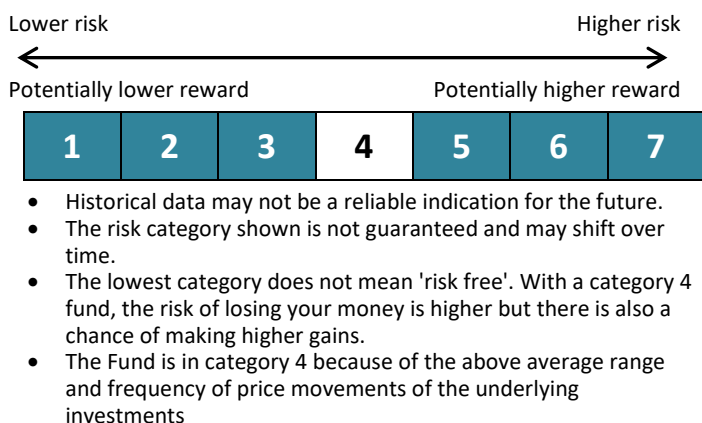 Lower risk Higher risk
Potentially lower reward Potentially higher reward
1 2 3 4 5 6 7
• Historical data may not be a reliable indication for the future.
• The risk category shown is not guaranteed and may shift over
time.
• The lowest category does not mean 'risk free'. With a category 4
fund, the risk of losing your money is higher but there is also a
chance of making higher gains.
• The Fund is in category 4 because of the above average range
and frequency of price movements of the underlying
investments